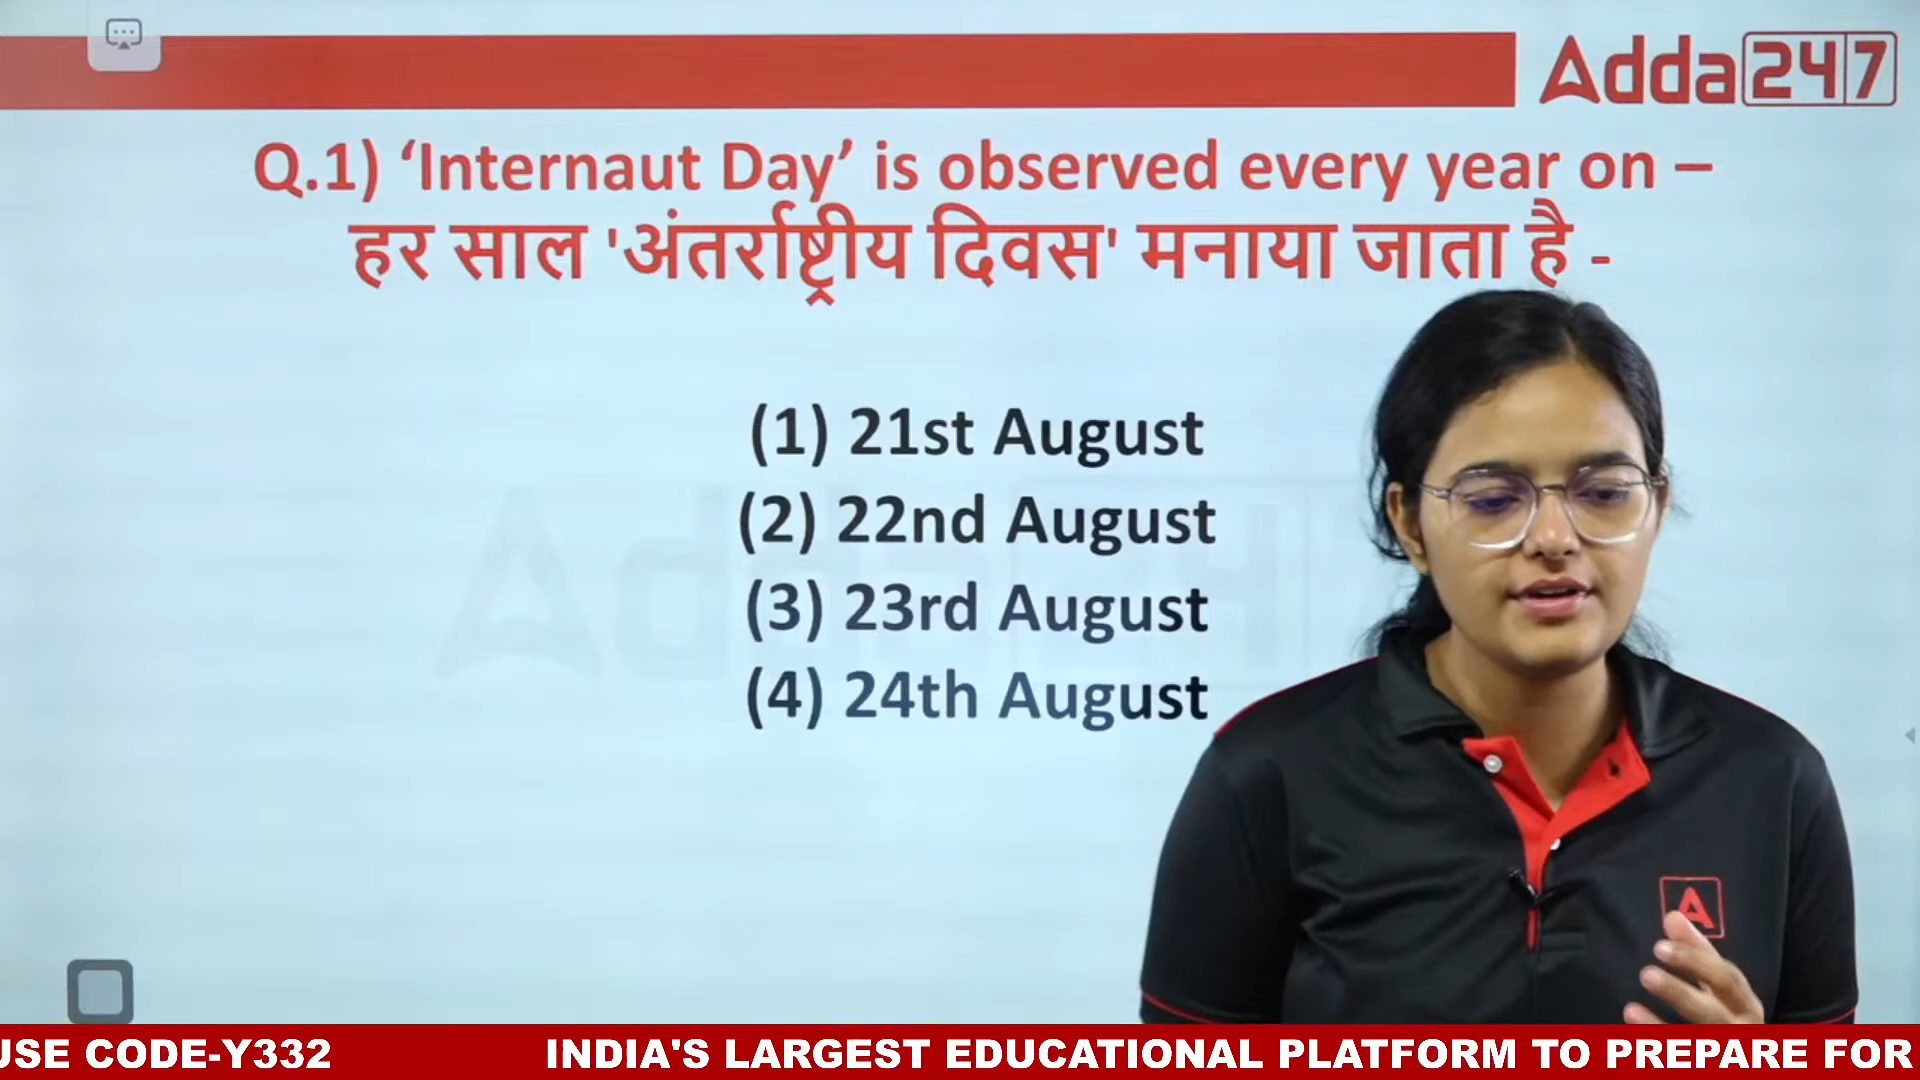 Adda247
Q.1) ‘Internaut Day’ is observed every year on –
हर साल 'अंतर्राष्ट्रीय दिवस' मनाया जाता है -
(1) 21st August
(2) 22nd August
(3) 23rd August
(4) 24th August
A
USE CODE-Y332 INDIA'S LARGEST EDUCATIONAL PLATFORM TO PREPARE FOR